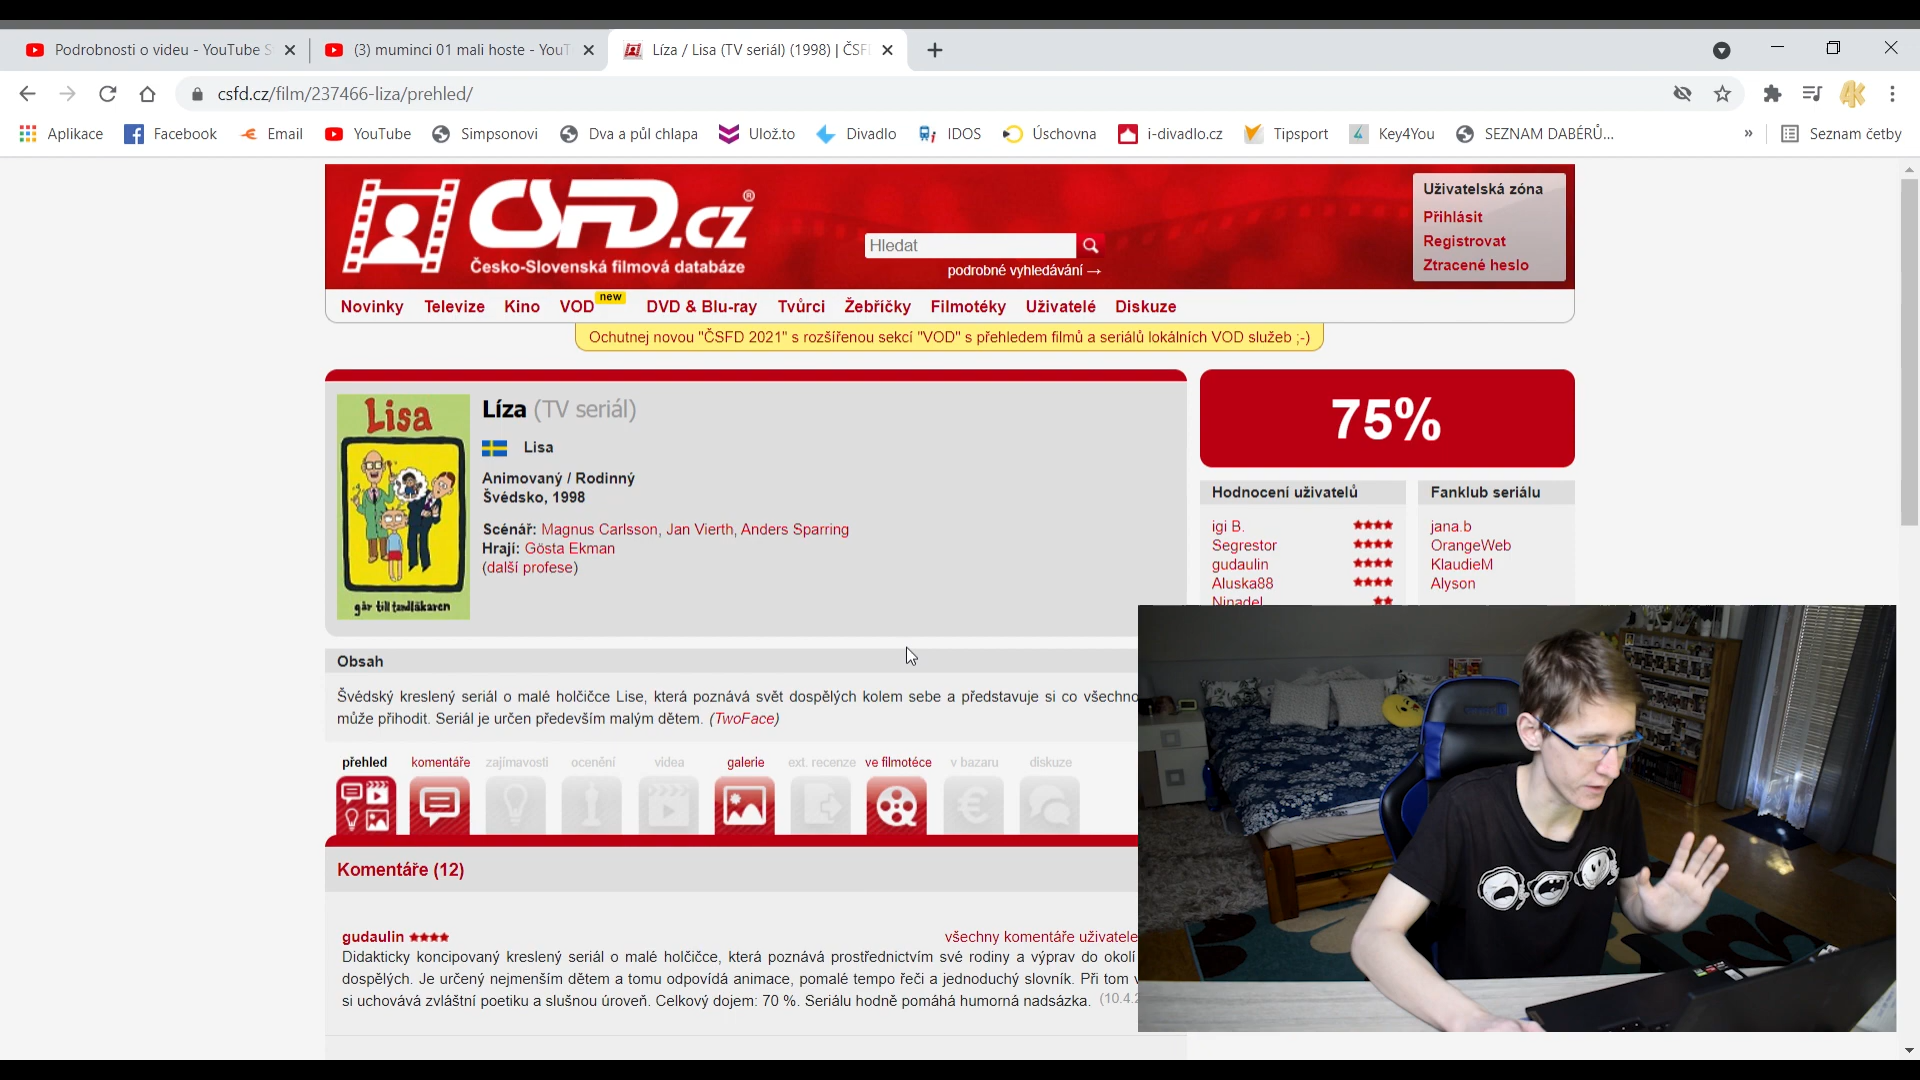 Podrobnosti o videu - YouTube S
(3) muminci 01 mali hoste - YouT
Líza / Lisa (TV seriál) (1998) | ČSF
csfd.cz/film/237466-liza/prehled/
4K
Aplikace
Facebook
Email
YouTube
Simpsonovi
Dva a půl chlapa
Ulož.to
Divadlo
IDOS
Úschovna
i-divadlo.cz
Tipsport
Key4You
SEZNAM DABÉRŮ...
»
Seznam četby
ČSFD.cz®
Česko-Slovenská filmová databáze
Hledat
podrobné vyhledávání →
Uživatelská zóna
Přihlásit
Registrovat
Ztracené heslo
Novinky Televize Kino VOD new DVD & Blu-ray Tvůrci Žebříčky Filmotéky Uživatelé Diskuze
Ochutnej novou "ČSFD 2021" s rozšířenou sekcí "VOD" s přehledem filmů a seriálů lokálních VOD služeb ;-)
Lisa
går till tandläkaren
Líza (TV seriál)
Lisa
Animovaný / Rodinný
Švédsko, 1998
Scénář: Magnus Carlsson, Jan Vierth, Anders Sparring
Hrají: Gösta Ekman
(další profese)
75%
Hodnocení uživatelů
igi B.
Segrestor
gudaulin
Aluska88
Ninadel
Fanklub seriálu
jana.b
OrangeWeb
KlaudieM
Alyson
Obsah
Švédský kreslený seriál o malé holčičce Lise, která poznává svět dospělých kolem sebe a představuje si co všechno
může přihodit. Seriál je určen především malým dětem. (TwoFace)
přehled komentáře zajímavosti ocenění videa galerie ext. recenze ve filmotéce v bazaru diskuze
Komentáře (12)
gudaulin
všechny komentáře uživatele
Didakticky koncipovaný kreslený seriál o malé holčičce, která poznává prostřednictvím své rodiny a výprav do okolí
dospělých. Je určený nejmenším dětem a tomu odpovídá animace, pomalé tempo řeči a jednoduchý slovník. Při tom
si uchovává zvláštní poetiku a slušnou úroveň. Celkový dojem: 70 %. Seriálu hodně pomáhá humorná nadsázka. (10.4.2